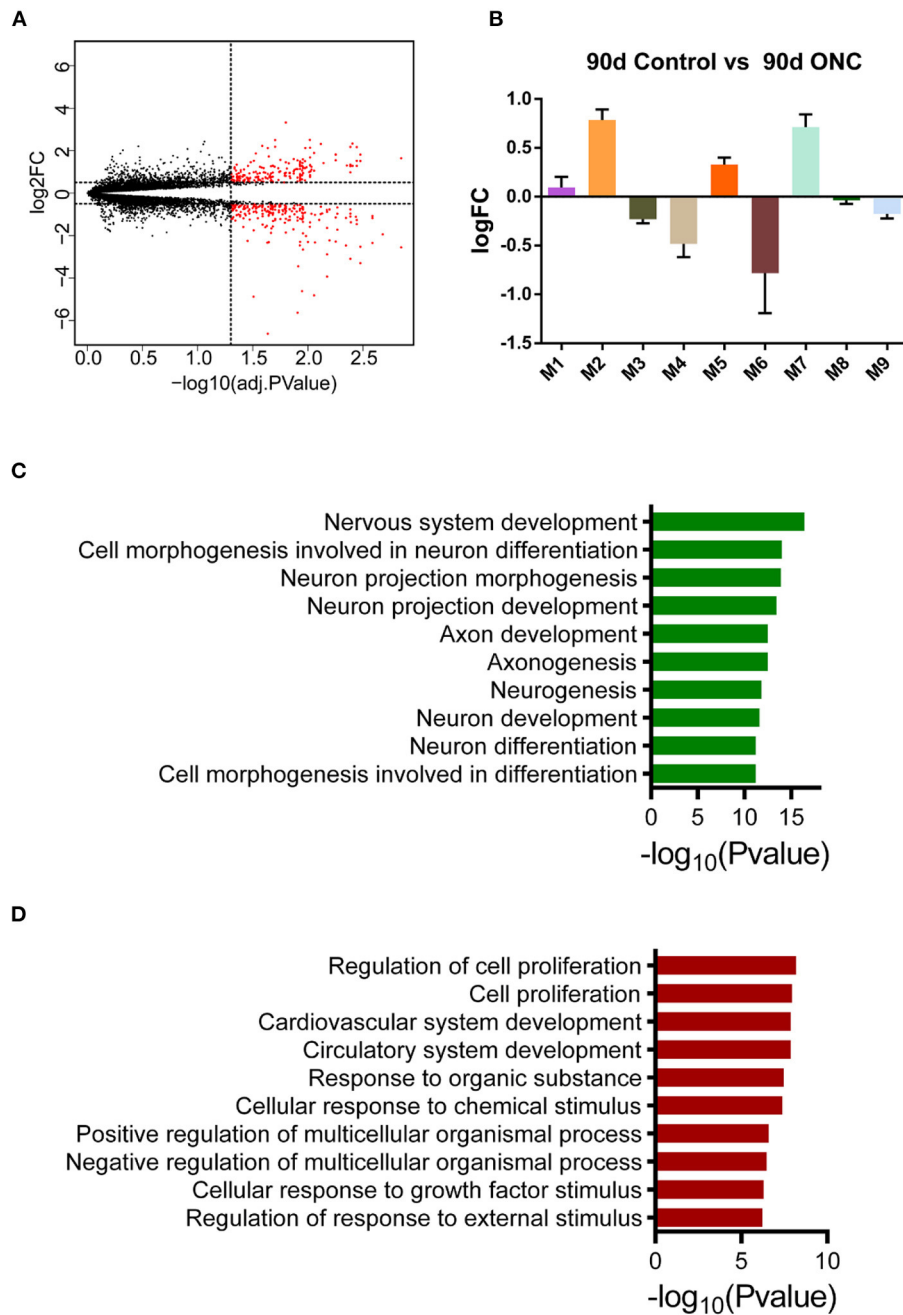 A
log2FC
6
4
2
0
−2
−4
−6
0.0 0.5 1.0 1.5 2.0 2.5
−log10(adj.PValue)
B
90d Control vs 90d ONC
logFC
1.0
0.5
0.0
-0.5
-1.0
-1.5
M1 M2 M3 M4 M5 M6 M7 M8 M9
C
Nervous system development
Cell morphogenesis involved in neuron differentiation
Neuron projection morphogenesis
Neuron projection development
Axon development
Axonogenesis
Neurogenesis
Neuron development
Neuron differentiation
Cell morphogenesis involved in differentiation
0 5 10 15
-log10(Pvalue)
D
Regulation of cell proliferation
Cell proliferation
Cardiovascular system development
Circulatory system development
Response to organic substance
Cellular response to chemical stimulus
Positive regulation of multicellular organismal process
Negative regulation of multicellular organismal process
Cellular response to growth factor stimulus
Regulation of response to external stimulus
0 5 10
-log10(Pvalue)